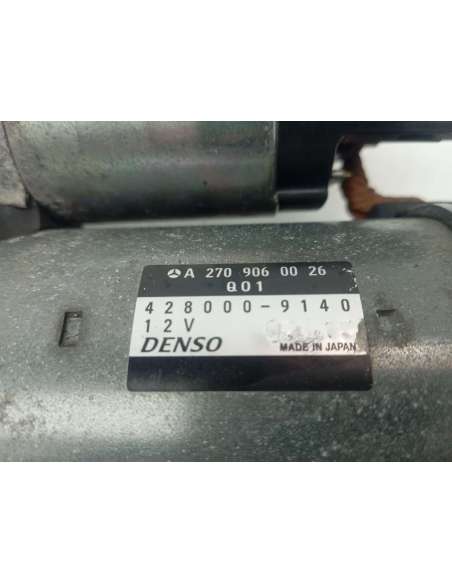 A 270 906 00 26
Q01
428000-9140
12V
DENSO MADE IN JAPAN